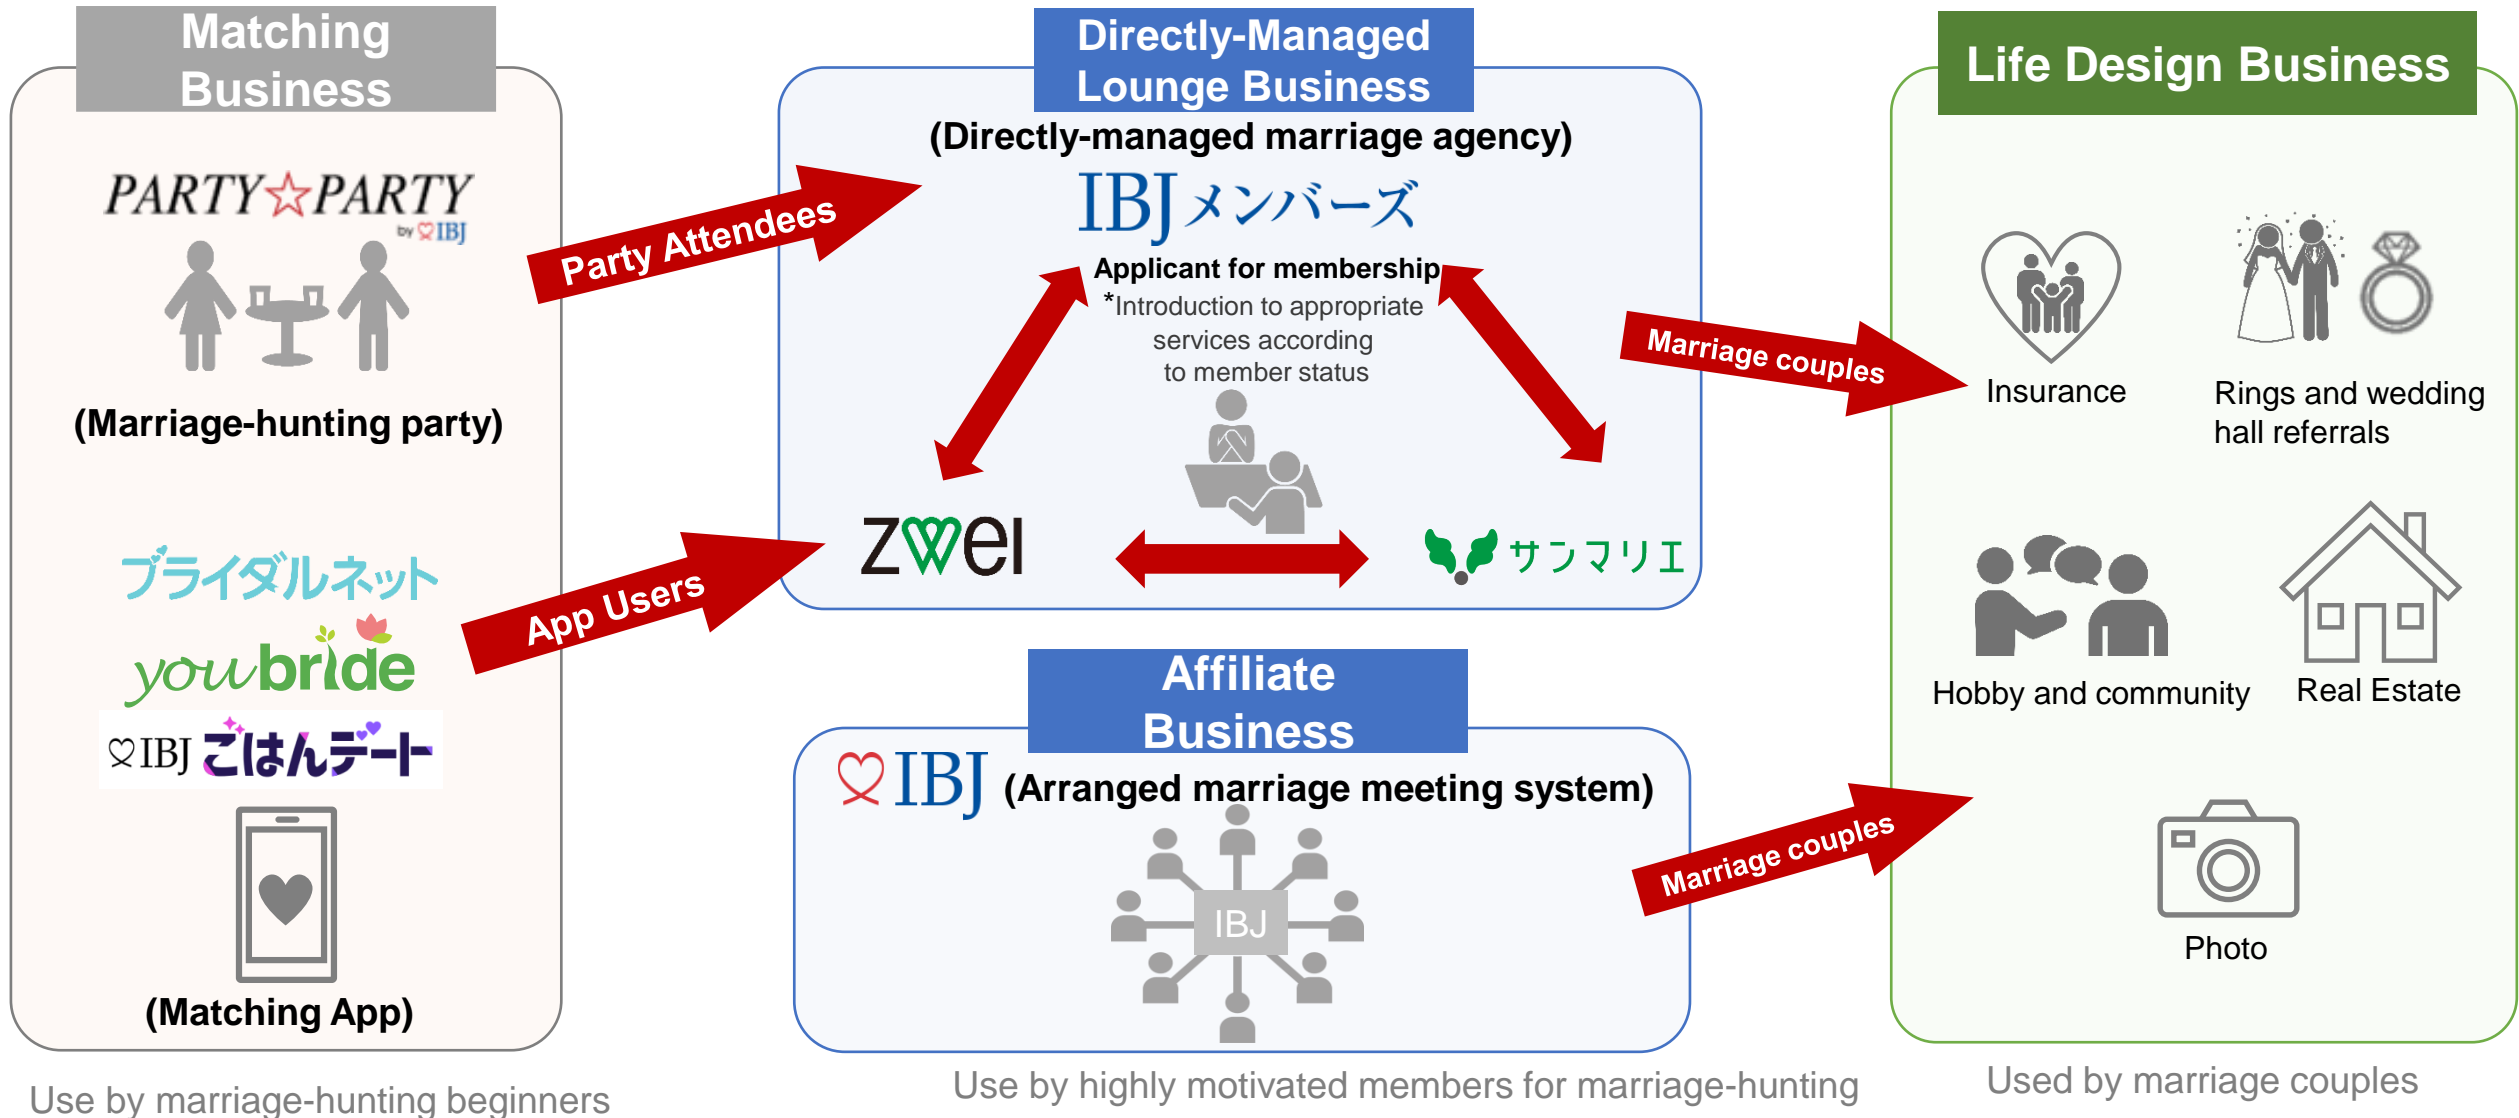 Matching
Business
PARTY☆PARTY
by IBJ
(Marriage-hunting party)
ブライダルネット
youbride
IBJ ごはんデート
(Matching App)
Use by marriage-hunting beginners
Party Attendees
App Users
Directly-Managed
Lounge Business
(Directly-managed marriage agency)
IBJメンバーズ
Applicant for membership
*Introduction to appropriate
services according
to member status
zwei
サンマリエ
Affiliate
Business
IBJ (Arranged marriage meeting system)
IBJ
Use by highly motivated members for marriage-hunting
Marriage couples
Marriage couples
Life Design Business
Insurance
Rings and wedding
hall referrals
Hobby and community
Real Estate
Photo
Used by marriage couples